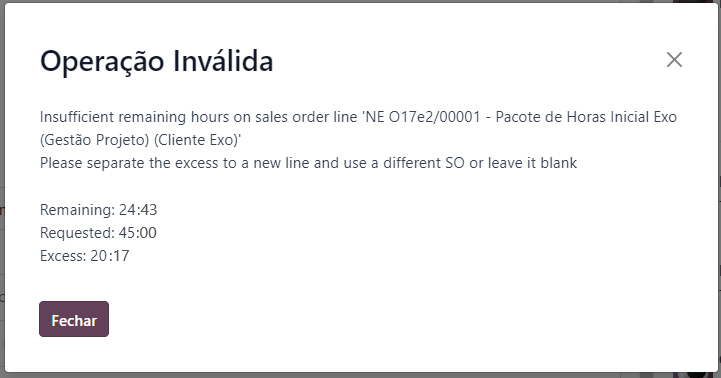 Operação Inválida
Insufficient remaining hours on sales order line 'NE O17e2/00001 - Pacote de Horas Inicial Exo
(Gestão Projeto) (Cliente Exo)'
Please separate the excess to a new line and use a different SO or leave it blank
Remaining: 24:43
Requested: 45:00
Excess: 20:17
Fechar